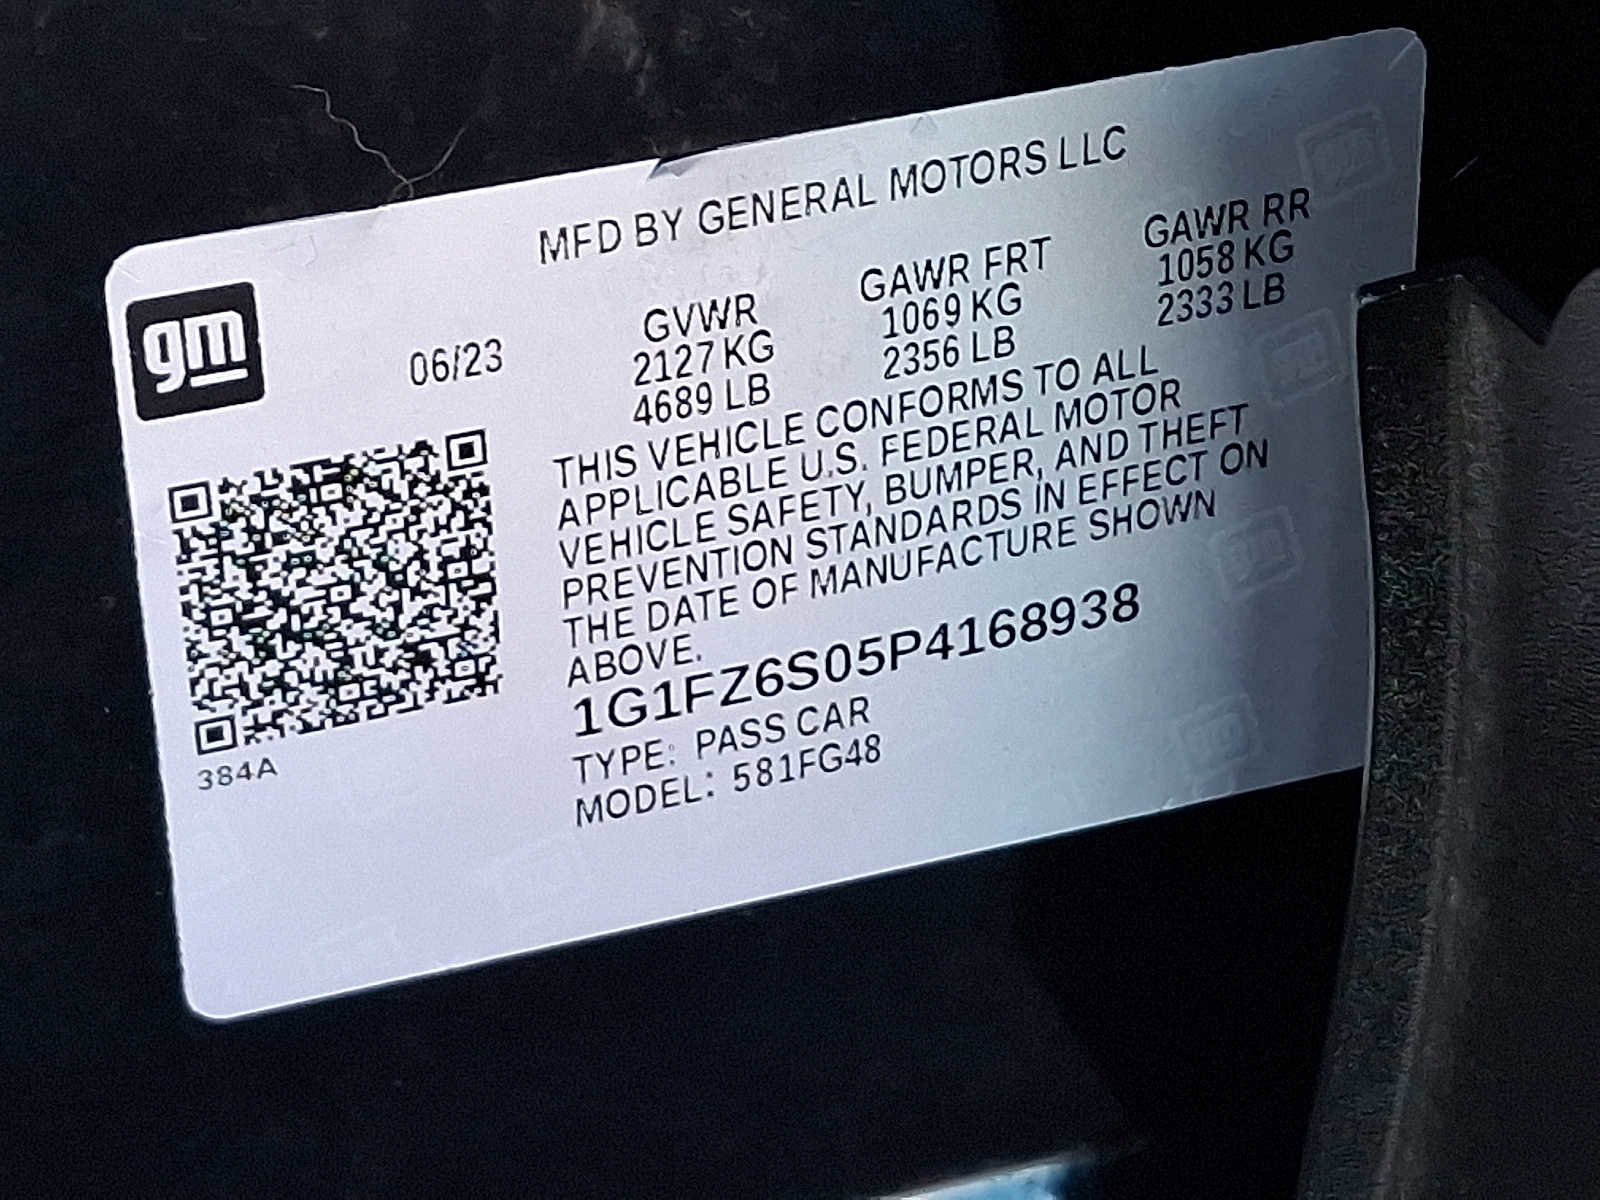 MFD BY GENERAL MOTORS LLC
gm
06/23
GVWR
2127 KG
4689 LB
GAWR FRT
1069 KG
2356 LB
GAWR RR
1058 KG
2333 LB
THIS VEHICLE CONFORMS TO ALL
APPLICABLE U.S. FEDERAL MOTOR
VEHICLE SAFETY, BUMPER, AND THEFT
PREVENTION STANDARDS IN EFFECT ON
THE DATE OF MANUFACTURE SHOWN
ABOVE.
1G1FZ6S05P4168938
TYPE: PASS CAR
MODEL: 581FG48
384A